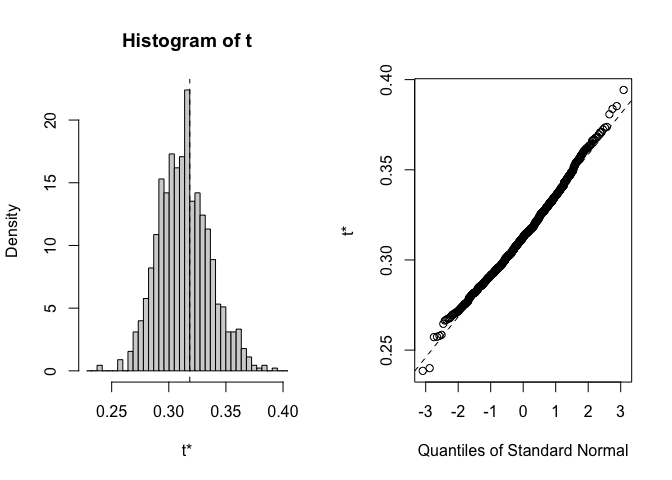 Histogram of t
Density
0
5
10
15
20
0.25 0.30 0.35 0.40
t*
t*
0.25
0.30
0.35
0.40
-3 -2 -1 0 1 2 3
Quantiles of Standard Normal